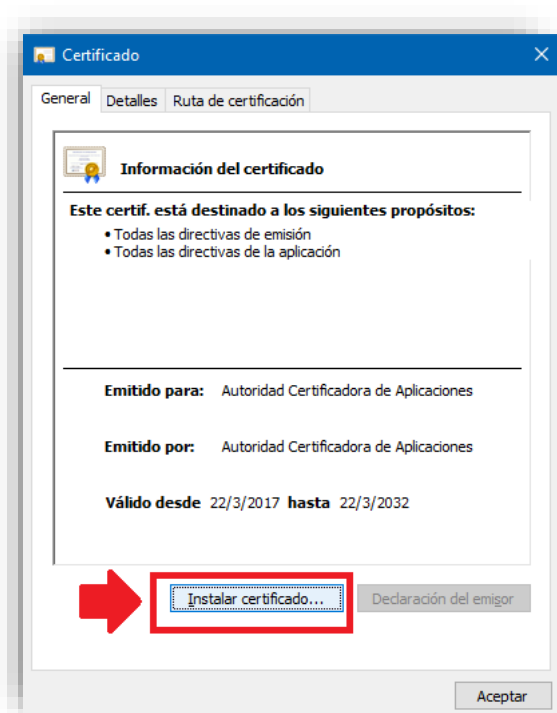 Certificado
General Detalles Ruta de certificación
Información del certificado
Este certif. está destinado a los siguientes propósitos:
• Todas las directivas de emisión
• Todas las directivas de la aplicación
Emitido para: Autoridad Certificadora de Aplicaciones
Emitido por: Autoridad Certificadora de Aplicaciones
Válido desde 22/3/2017 hasta 22/3/2032
Instalar certificado... Declaración del emisor
Aceptar